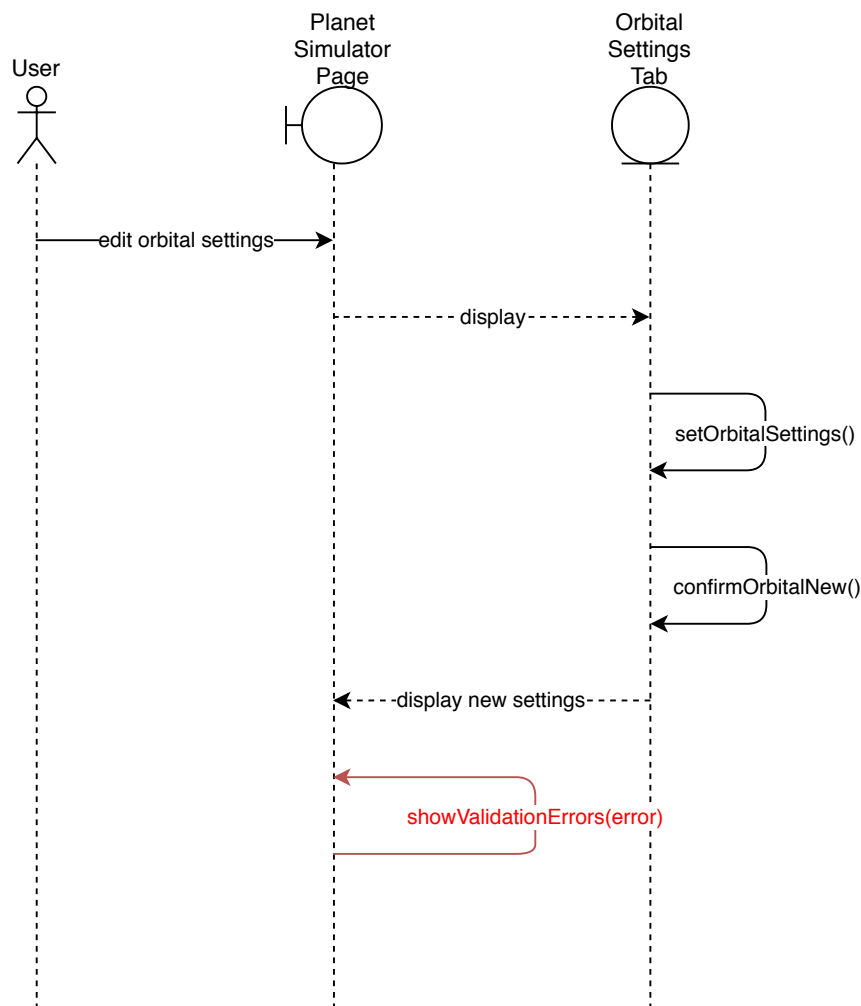 User
Planet
Simulator
Page
Orbital
Settings
Tab
edit orbital settings
display
setOrbitalSettings()
confirmOrbitalNew()
display new settings
showValidationErrors(error)